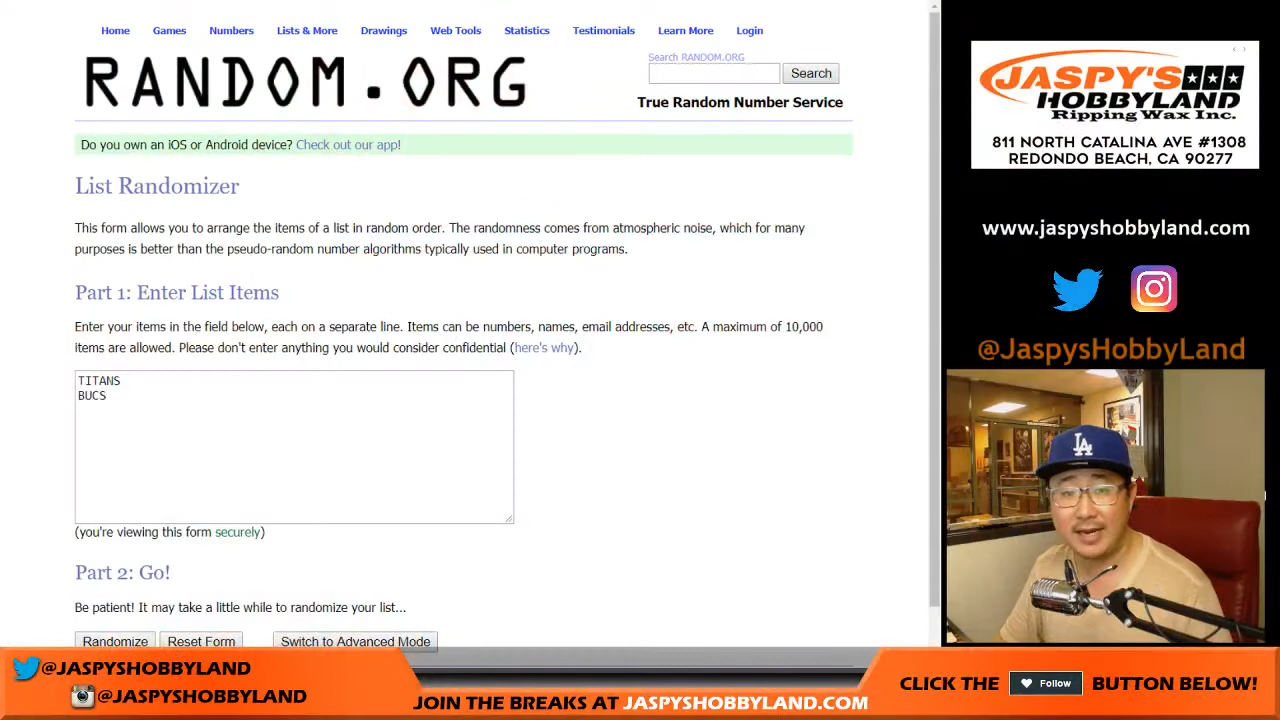 Home Games Numbers Lists & More Drawings Web Tools Statistics Testimonials Learn More Login
RANDOM.ORG
Search RANDOM.ORG
Search
True Random Number Service
Do you own an iOS or Android device? Check out our app!
List Randomizer
This form allows you to arrange the items of a list in random order. The randomness comes from atmospheric noise, which for many
purposes is better than the pseudo-random number algorithms typically used in computer programs.
Part 1: Enter List Items
Enter your items in the field below, each on a separate line. Items can be numbers, names, email addresses, etc. A maximum of 10,000
items are allowed. Please don't enter anything you would consider confidential (here's why).
TITANS
BUCS
(you're viewing this form securely)
Part 2: Go!
Be patient! It may take a little while to randomize your list...
Randomize Reset Form Switch to Advanced Mode
JASPY'S
HOBBYLAND
Ripping Wax Inc.
811 NORTH CATALINA AVE #1308
REDONDO BEACH, CA 90277
www.jaspyshobbyland.com
@JaspysHobbyLand
LA
@JASPYSHOBBYLAND
@JASPYSHOBBYLAND
JOIN THE BREAKS AT JASPYSHOBBYLAND.COM
CLICK THE Follow BUTTON BELOW!